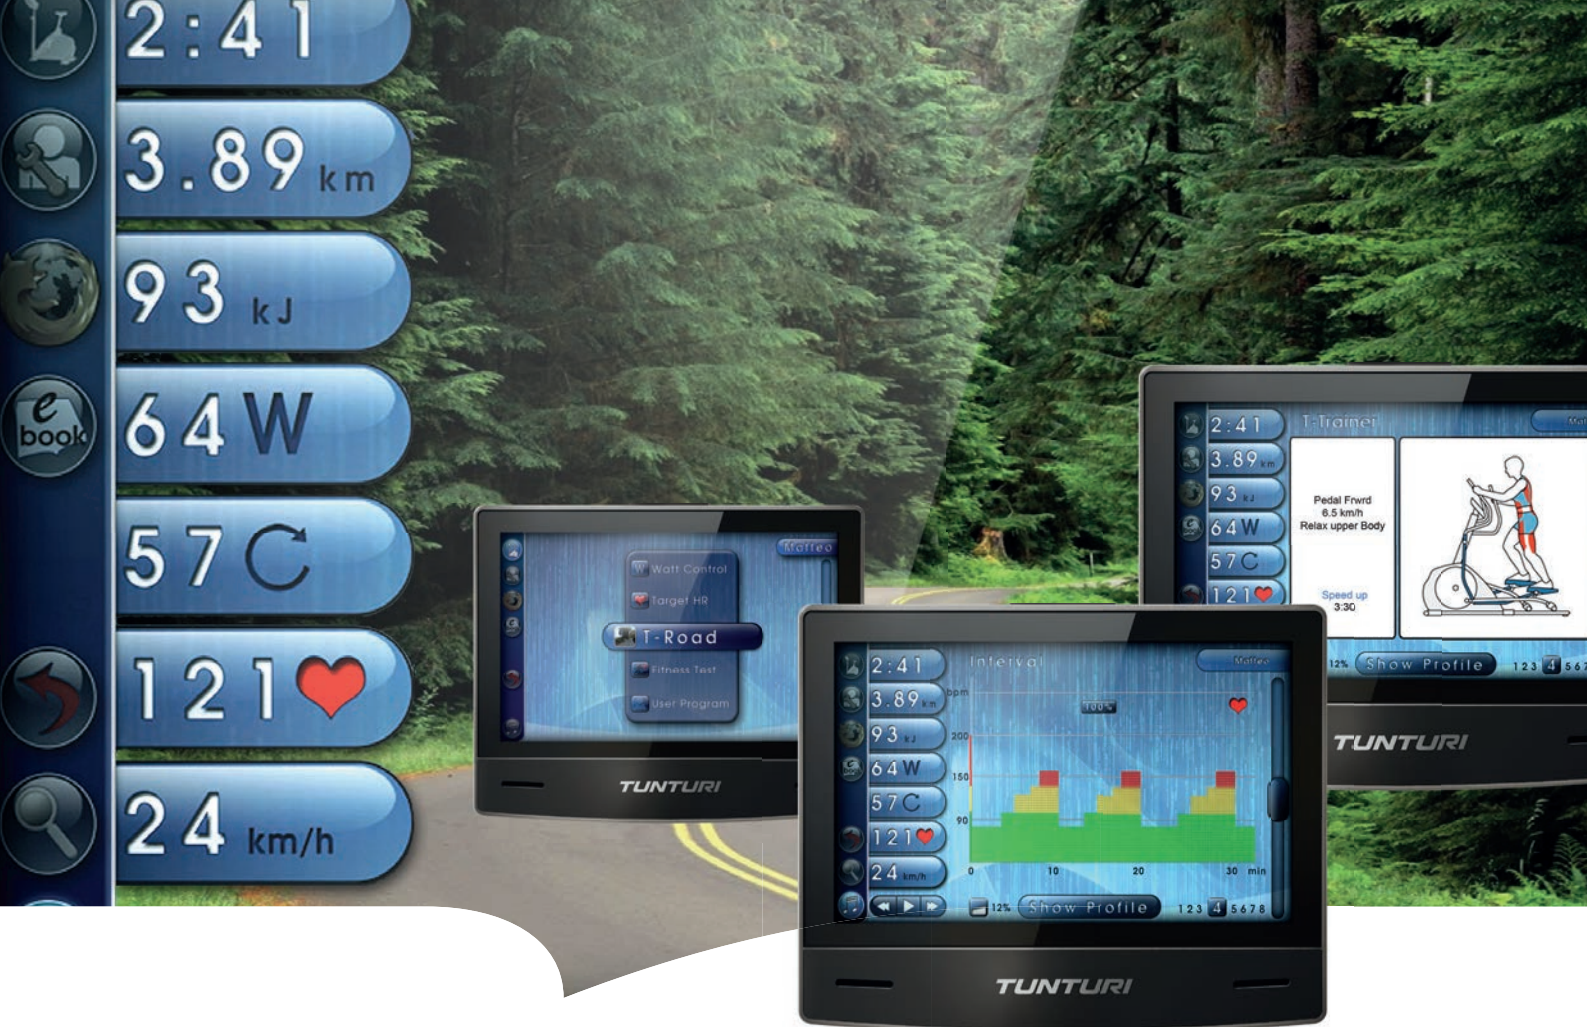 2:41
3.89 km
93 kJ
e
book
64 W
57
121
24 km/h
Matteo
Watt Control
Target HR
T-Road
Fitness Test
User Program
TUNTURI
2:41
3.89 km
93 kJ
64 W
57
121
24 km/h
Interval
Matteo
bpm
100%
200
150
90
0 10 20 30 min
12% Show Profile 1 2 3 4 5 6 7 8
TUNTURI
2:41
3.89 km
93 kJ
64 W
57
121
T-Trainer
Pedal Frwrd
6.5 km/h
Relax upper Body
Speed up
3:30
12% Show Profile 1 2 3 4 5 6 7
TUNTURI